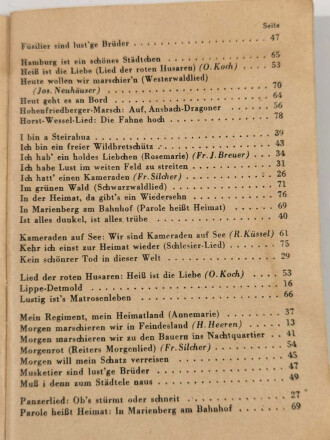 Seite
Füsilier sind lust'ge Brüder 47
Hamburg ist ein schönes Städtchen 65
Heiß ist die Liebe (Lied der roten Husaren) (O. Koch) 53
Heute wollen wir marschier'n (Westerwaldlied)
(Jos. Neuhäuser) 70
Heut geht es an Bord 64
Hohenfriedberger-Marsch: Auf, Ansbach-Dragoner 56
Horst-Wessel-Lied: Die Fahne hoch 78
I bin a Steirabua 39
Ich bin ein freier Wildbretschütz 43
Ich hab' ein holdes Liebchen (Rosemarie) (Fr. J. Breuer) 34
Ich habe Lust im weiten Feld zu streiten 31
Ich hatt' einen Kameraden (Fr. Silcher) 26
Im grünen Wald (Schwarzwaldlied) 71
In der Heimat, da gibt's ein Wiedersehn 76
In Marienberg am Bahnhof (Parole heißt Heimat) 69
Ist alles dunkel, ist alles trübe 40
Kameraden auf See: Wir sind Kameraden auf See (R. Küssel) 61
Kehr ich einst zur Heimat wieder (Schlesier-Lied) 75
Kein schönerer Tod in dieser Welt 29
Lied der roten Husaren: Heiß ist die Liebe (O. Koch) 53
Lippe-Detmold 16
Lustig ist's Matrosenleben 66
Mein Regiment, mein Heimatland (Annemarie) 37
Morgen marschieren wir in Feindesland (H. Heeren) 13
Morgen marschieren wir zu den Bauern ins Nachtquartier 41
Morgenrot (Reiters Morgenlied) (Fr. Silcher) 54
Morgen will mein Schatz verreisen 45
Musketier sind lust'ge Brüder 47
Muß i denn zum Städtele naus 49
Panzerlied: Ob's stürmt oder schneit 27
Parole heißt Heimat: In Marienberg am Bahnhof 69